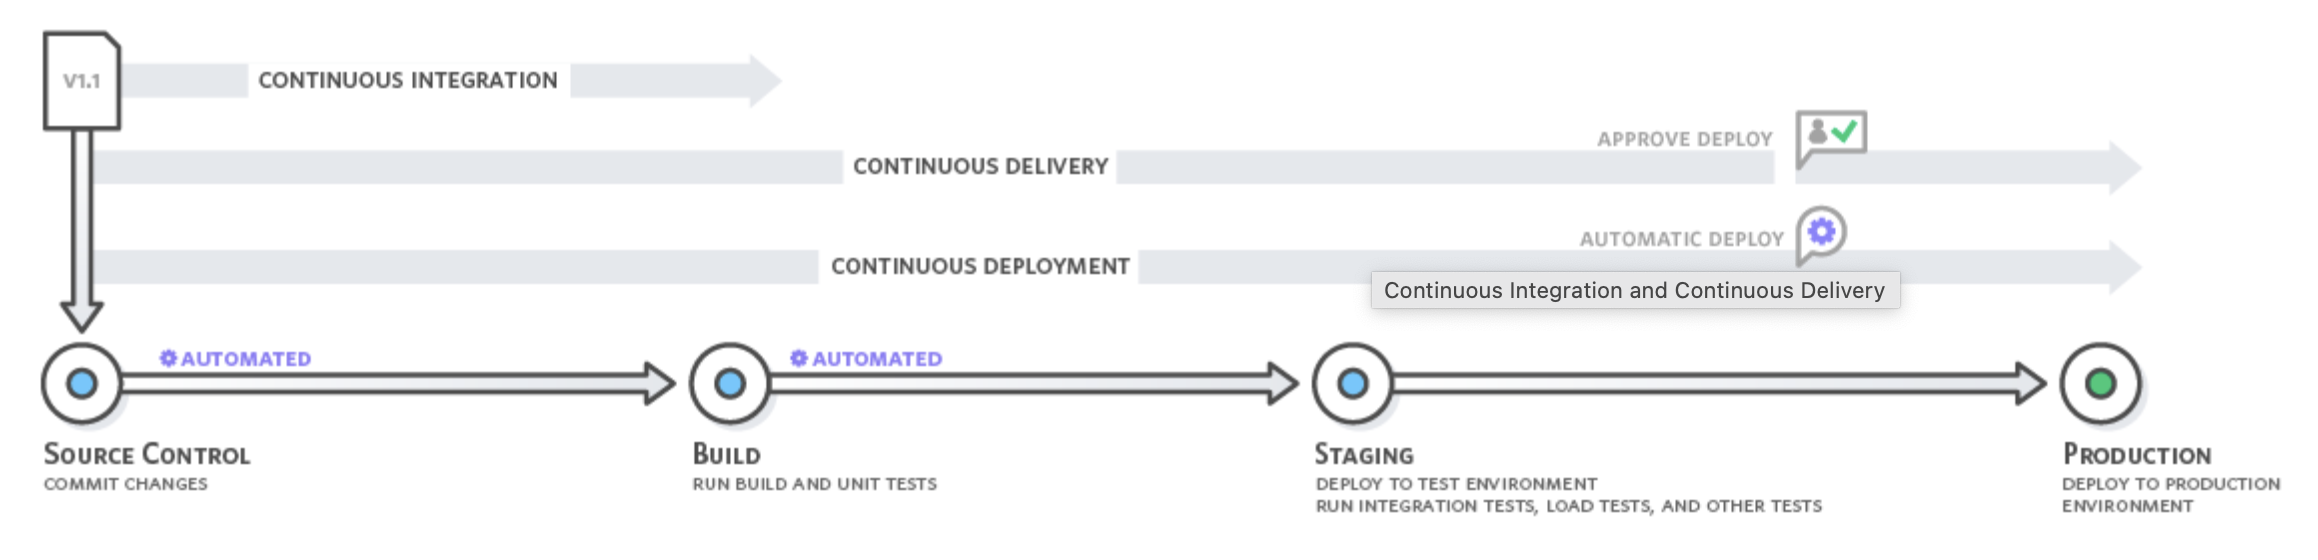 V1.1
CONTINUOUS INTEGRATION
APPROVE DEPLOY
CONTINUOUS DELIVERY
AUTOMATIC DEPLOY
CONTINUOUS DEPLOYMENT
Continuous Integration and Continuous Delivery
AUTOMATED
AUTOMATED
SOURCE CONTROL
COMMIT CHANGES
BUILD
RUN BUILD AND UNIT TESTS
STAGING
DEPLOY TO TEST ENVIRONMENT
RUN INTEGRATION TESTS, LOAD TESTS, AND OTHER TESTS
PRODUCTION
DEPLOY TO PRODUCTION
ENVIRONMENT